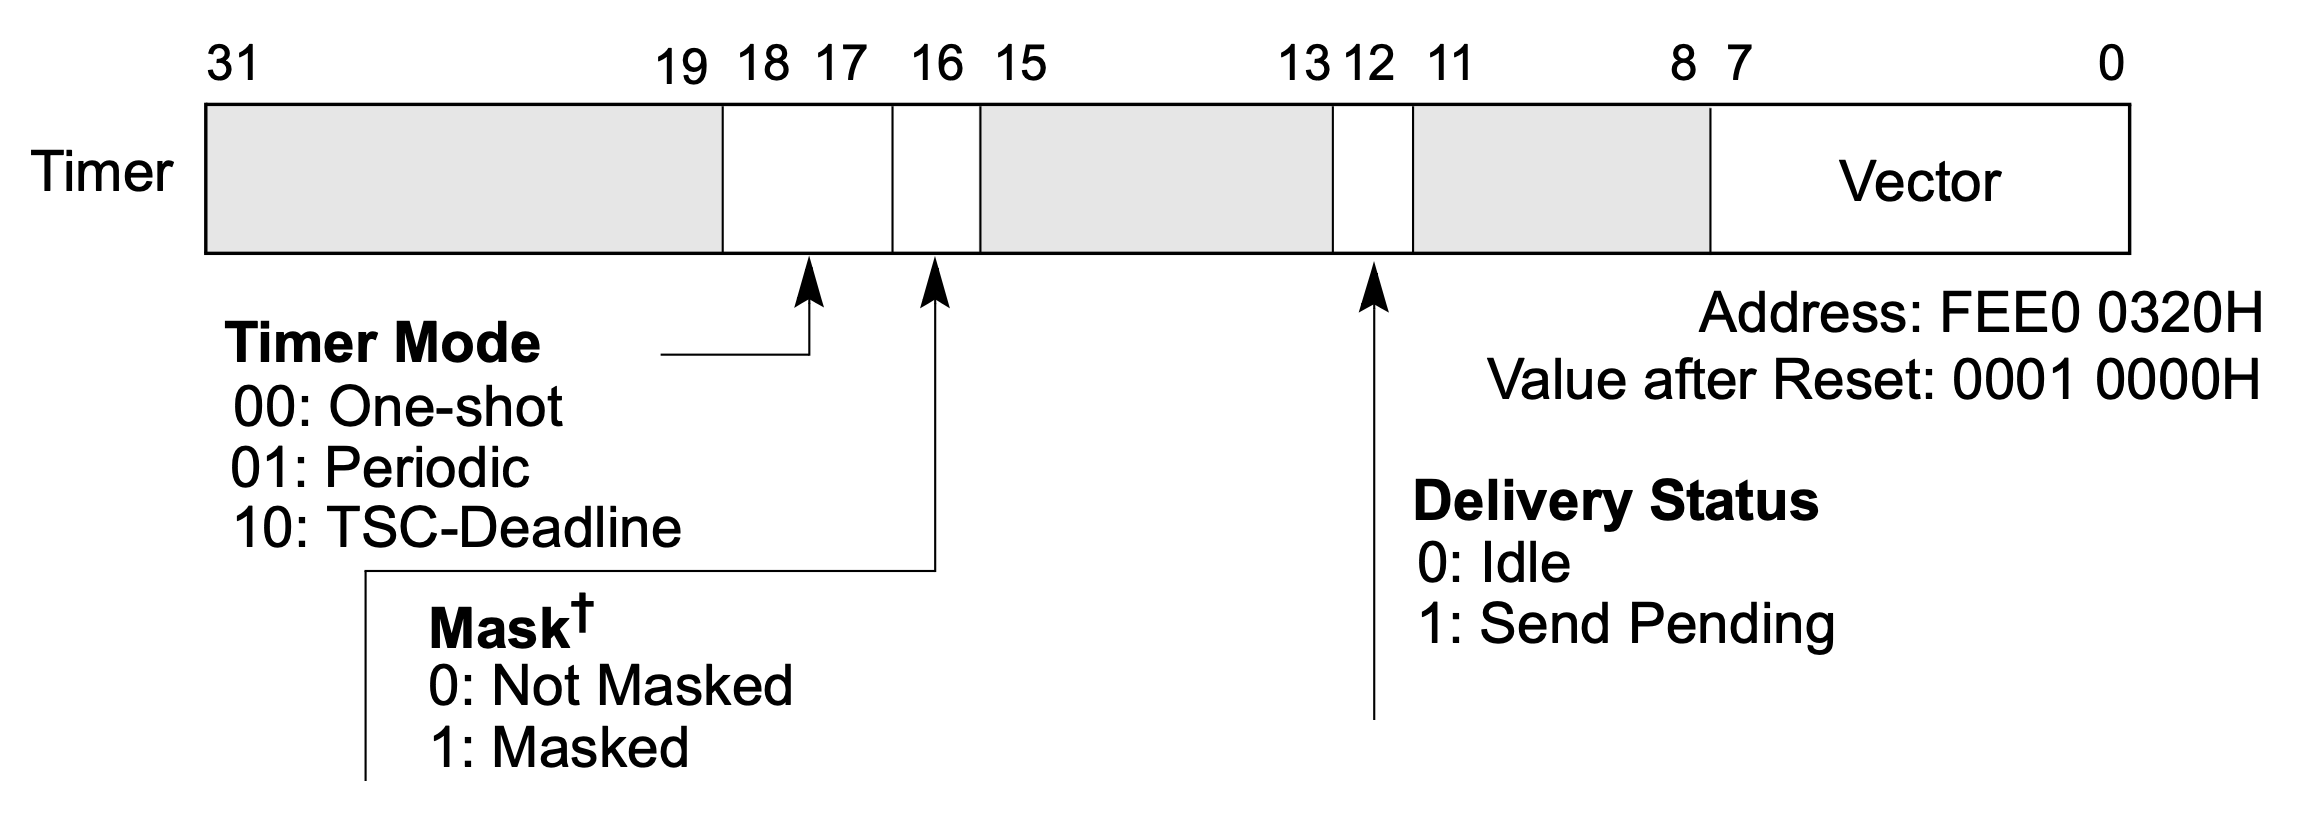 31 19 18 17 16 15 13 12 11 8 7 0
Timer
Vector
Address: FEE0 0320H
Value after Reset: 0001 0000H
Timer Mode
00: One-shot
01: Periodic
10: TSC-Deadline
Mask†
0: Not Masked
1: Masked
Delivery Status
0: Idle
1: Send Pending